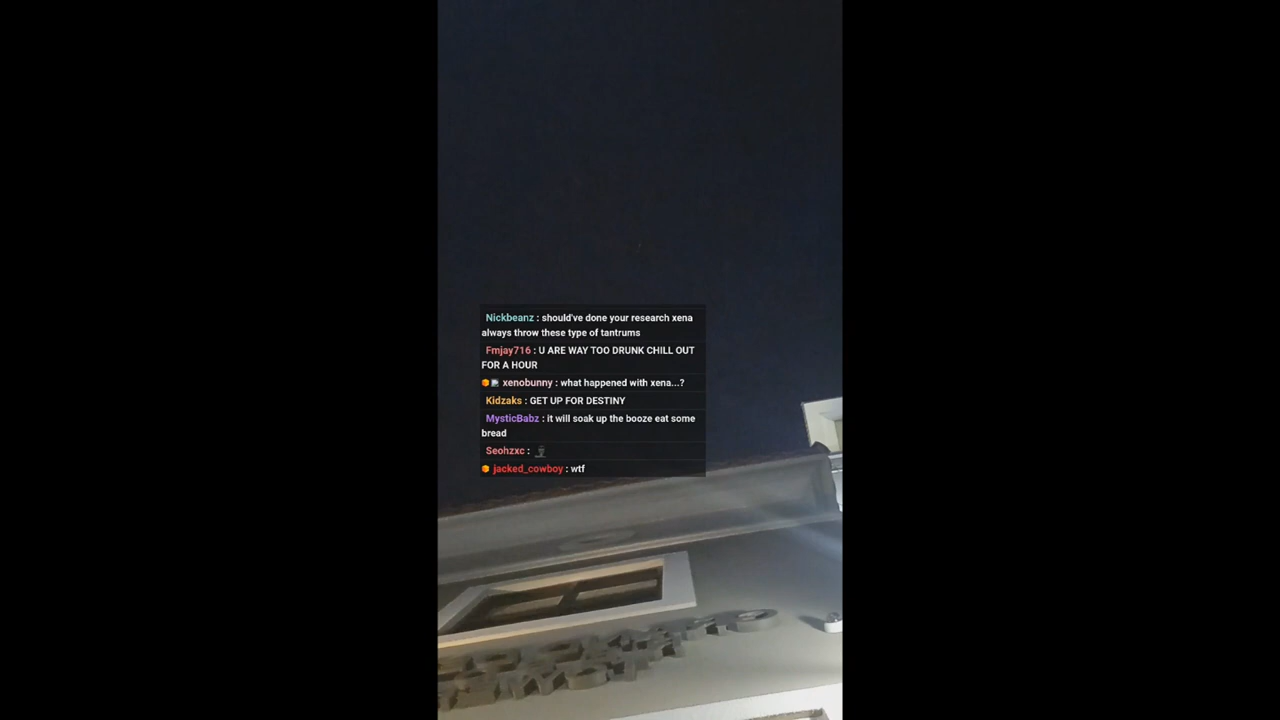 Nickbeanz : should've done your research xena
always throw these type of tantrums
Fmjay716 : U ARE WAY TOO DRUNK CHILL OUT
FOR A HOUR
xenobunny : what happened with xena...?
Kidzaks : GET UP FOR DESTINY
MysticBabz : it will soak up the booze eat some
bread
Seohzxc :
jacked_cowboy : wtf